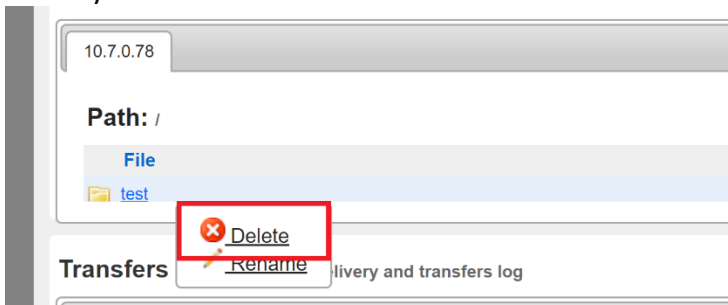 10.7.0.78
Path: /
File
test
Delete
Rename
Transfers livery and transfers log